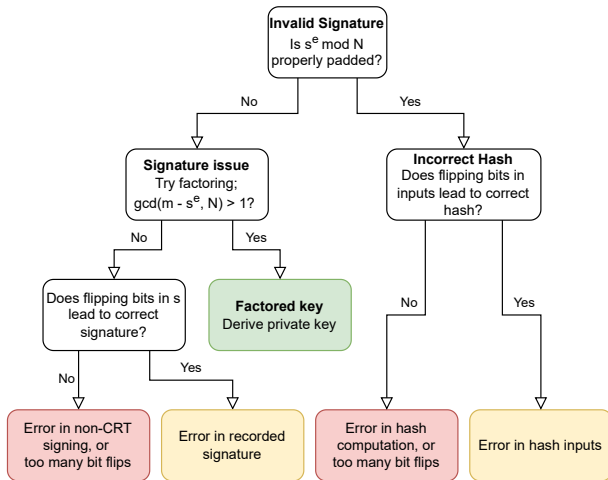 Invalid Signature
Is s^e mod N
properly padded?
No
Yes
Signature issue
Try factoring;
gcd(m - s^e, N) > 1?
Incorrect Hash
Does flipping bits in
inputs lead to correct
hash?
No
Yes
Does flipping bits in s
lead to correct
signature?
Factored key
Derive private key
No
Yes
No
Yes
Error in non-CRT
signing, or
too many bit flips
Error in recorded
signature
Error in hash
computation, or
too many bit flips
Error in hash inputs